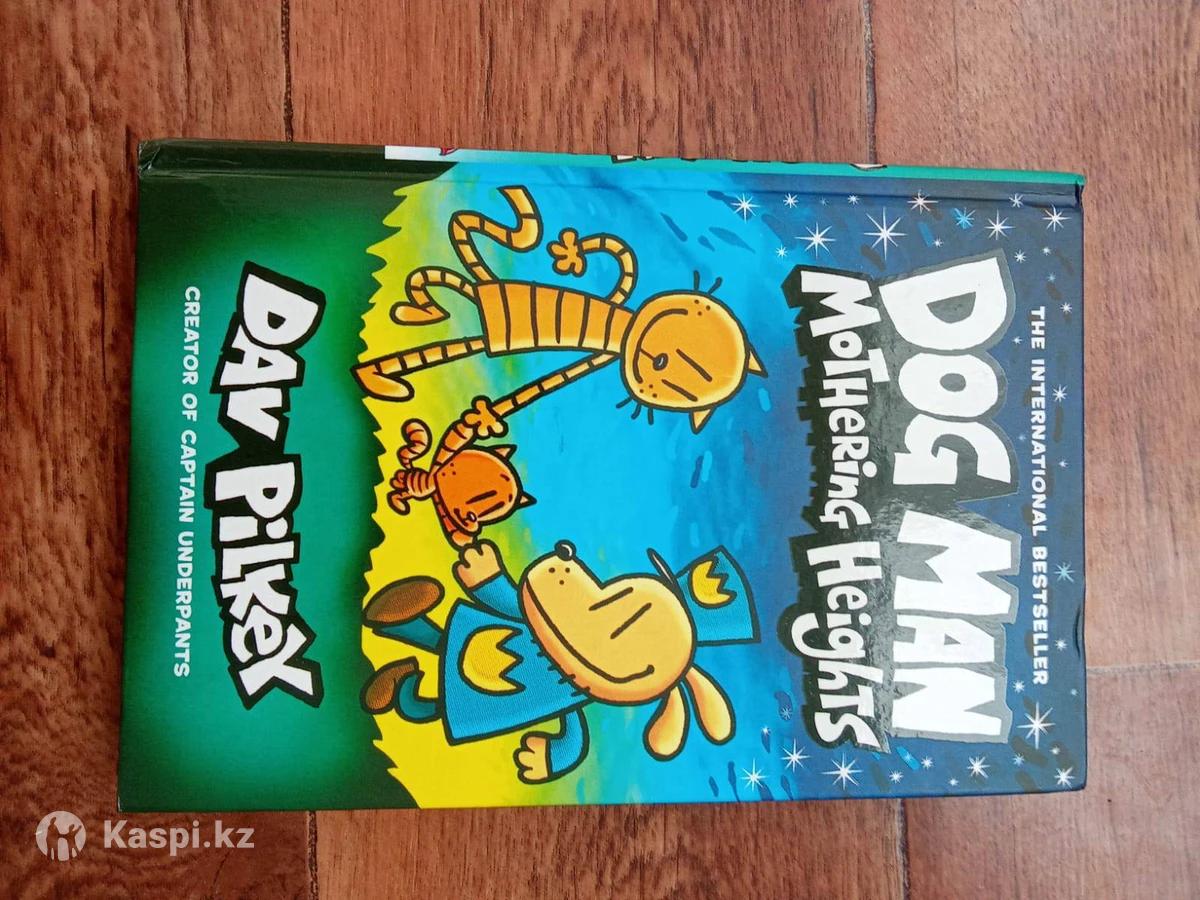 THE INTERNATIONAL BESTSELLER
DOG MAN
MOTHERING HEIGHTS
DAV PILKEY
CREATOR OF CAPTAIN UNDERPANTS
Kaspi.kz